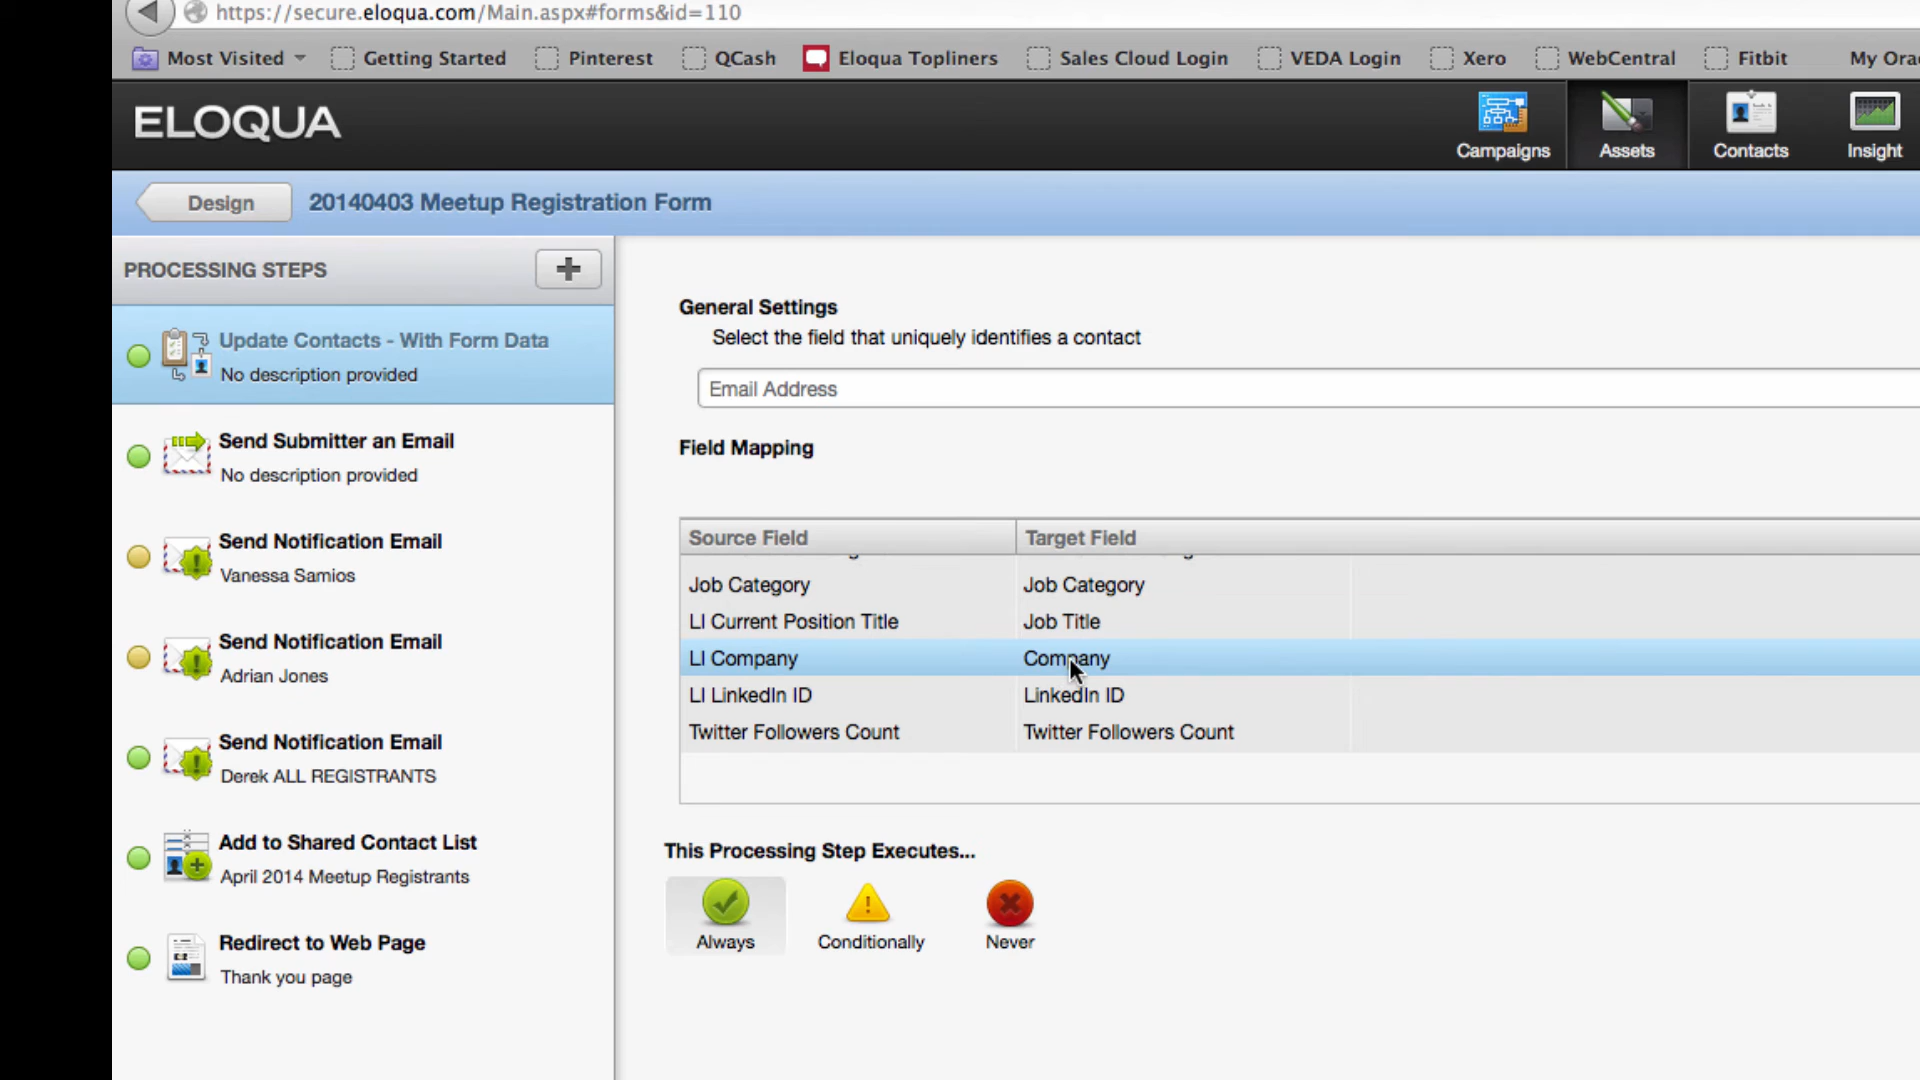 https://secure.eloqua.com/Main.aspx#forms&id=110
Most Visited Getting Started Pinterest QCash Eloqua Topliners Sales Cloud Login VEDA Login Xero WebCentral Fitbit My Ora
ELOQUA
Campaigns Assets Contacts Insight
Design 20140403 Meetup Registration Form
PROCESSING STEPS
Update Contacts - With Form Data
No description provided
Send Submitter an Email
No description provided
Send Notification Email
Vanessa Samios
Send Notification Email
Adrian Jones
Send Notification Email
Derek ALL REGISTRANTS
Add to Shared Contact List
April 2014 Meetup Registrants
Redirect to Web Page
Thank you page
General Settings
Select the field that uniquely identifies a contact
Email Address
Field Mapping
Source Field Target Field
Job Category Job Category
LI Current Position Title Job Title
LI Company Company
LI LinkedIn ID LinkedIn ID
Twitter Followers Count Twitter Followers Count
This Processing Step Executes...
Always Conditionally Never